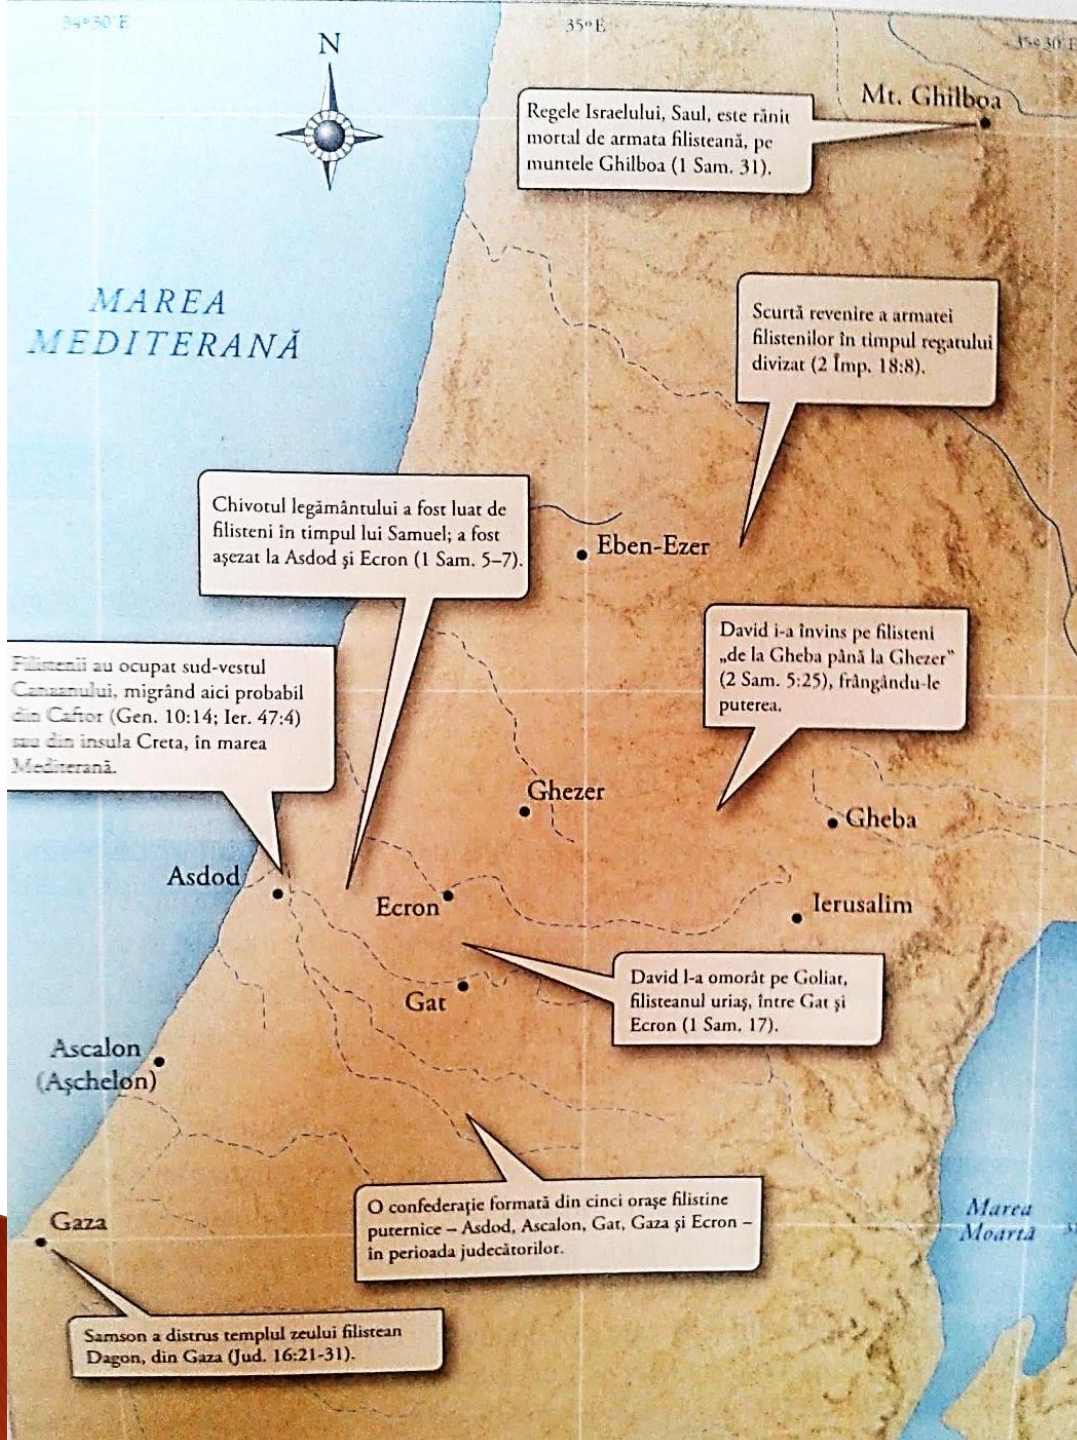 34º30' E
35º E
35º30' E
N
Mt. Ghilboa
Regele Israelului, Saul, este rănit
mortal de armata filisteană, pe
muntele Ghilboa (1 Sam. 31).
MAREA
MEDITERANĂ
Scurtă revenire a armatei
filistenilor în timpul regatului
divizat (2 Împ. 18:8).
Chivotul legământului a fost luat de
filisteni în timpul lui Samuel; a fost
așezat la Asdod și Ecron (1 Sam. 5–7).
Eben-Ezer
David i-a învins pe filisteni
„de la Gheba până la Ghezer”
(2 Sam. 5:25), frângându-le
puterea.
Filistenii au ocupat sud-vestul
Canaanului, migrând aici probabil
din Caftor (Gen. 10:14; Ier. 47:4)
sau din insula Creta, în marea
Mediterană.
Ghezer
Gheba
Asdod
Ecron
Ierusalim
David l-a omorât pe Goliat,
filisteanul uriaș, între Gat și
Ecron (1 Sam. 17).
Gat
Ascalon
(Așchelon)
O confederație formată din cinci orașe filistine
puternice – Asdod, Ascalon, Gat, Gaza și Ecron –
în perioada judecătorilor.
Marea
Moartă
Gaza
Samson a distrus templul zeului filistean
Dagon, din Gaza (Jud. 16:21-31).